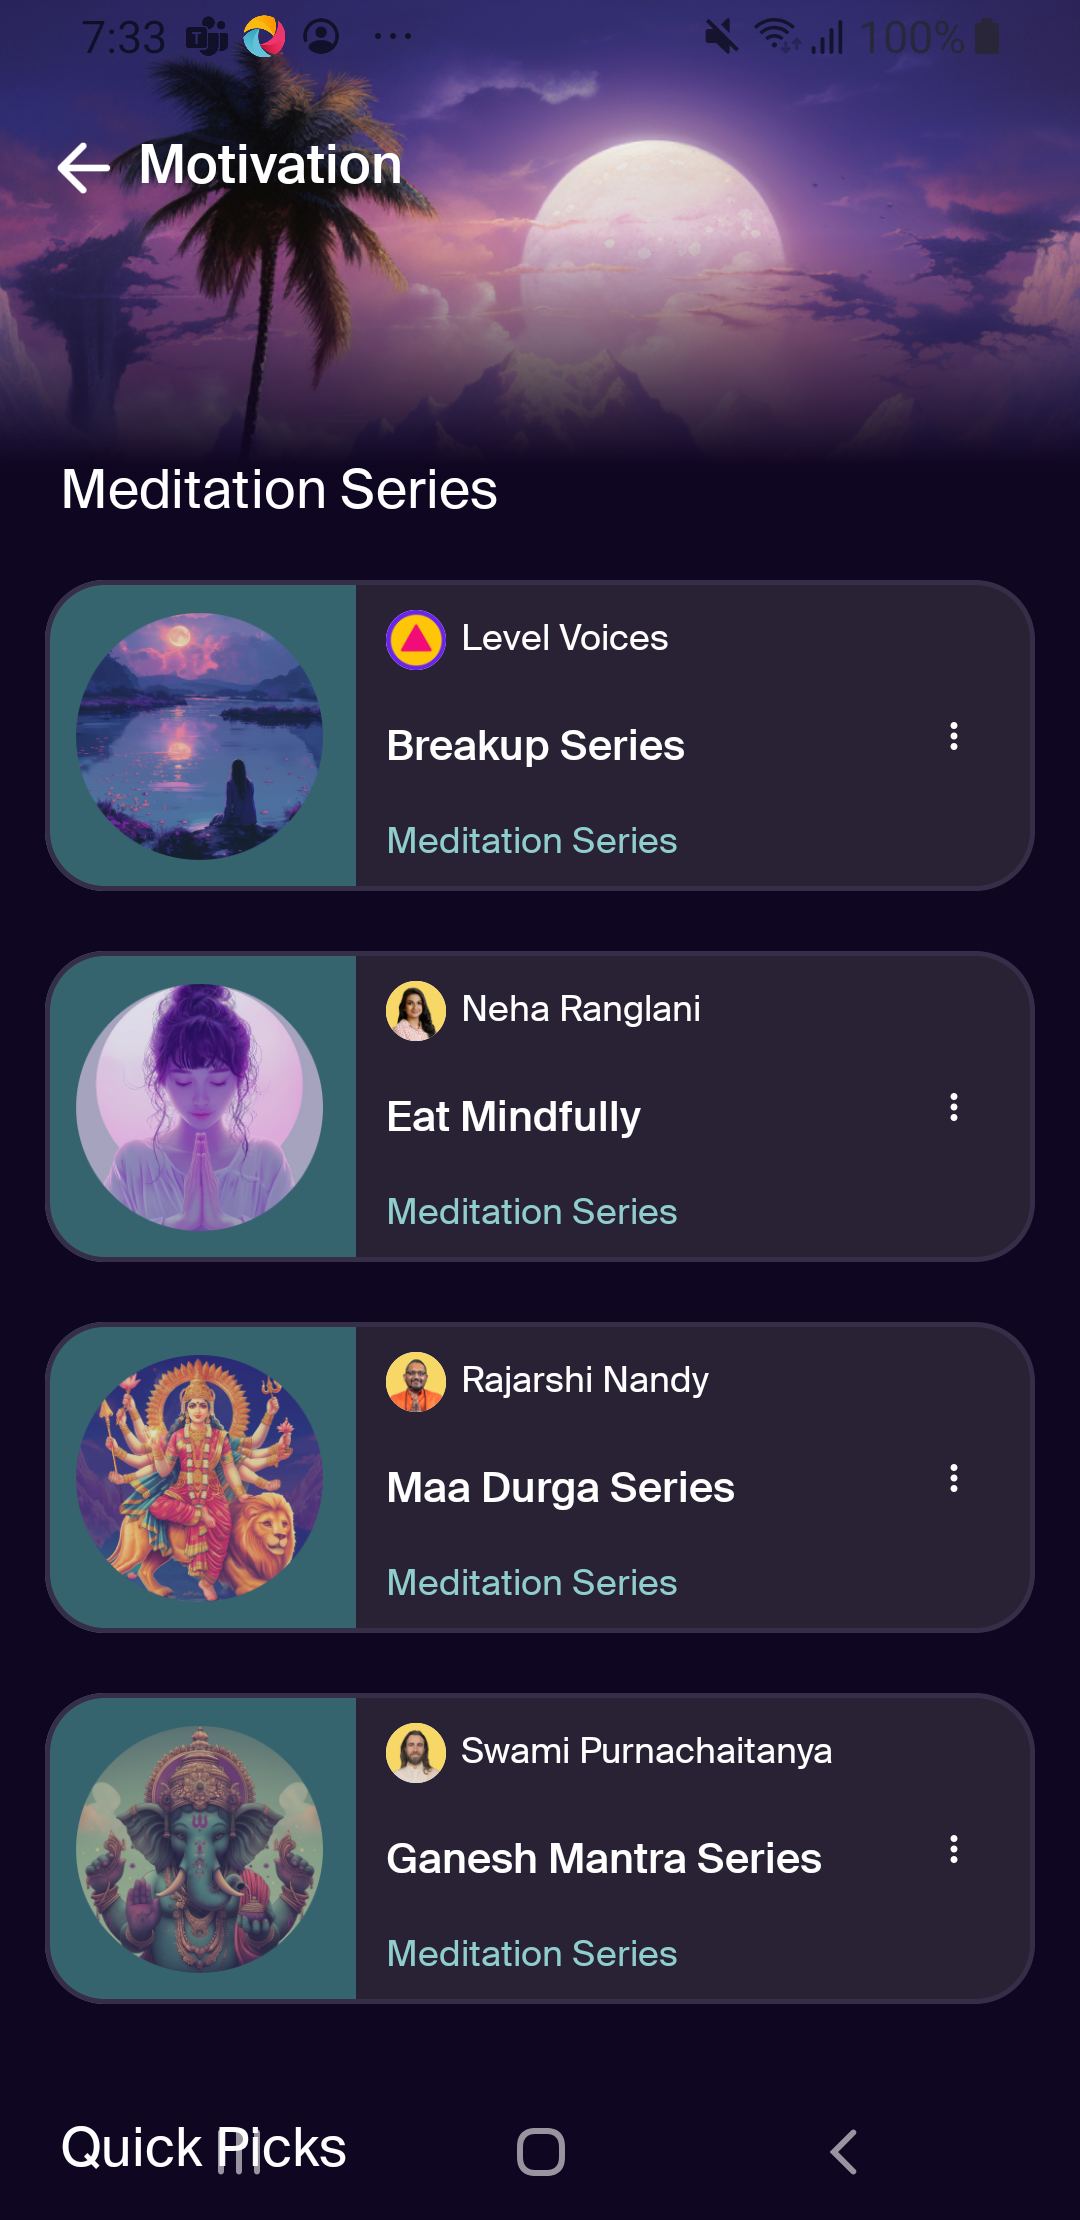 7:33
100%
Motivation
Meditation Series
Level Voices
Breakup Series
Meditation Series
Neha Ranglani
Eat Mindfully
Meditation Series
Rajarshi Nandy
Maa Durga Series
Meditation Series
Swami Purnachaitanya
Ganesh Mantra Series
Meditation Series
Quick Picks